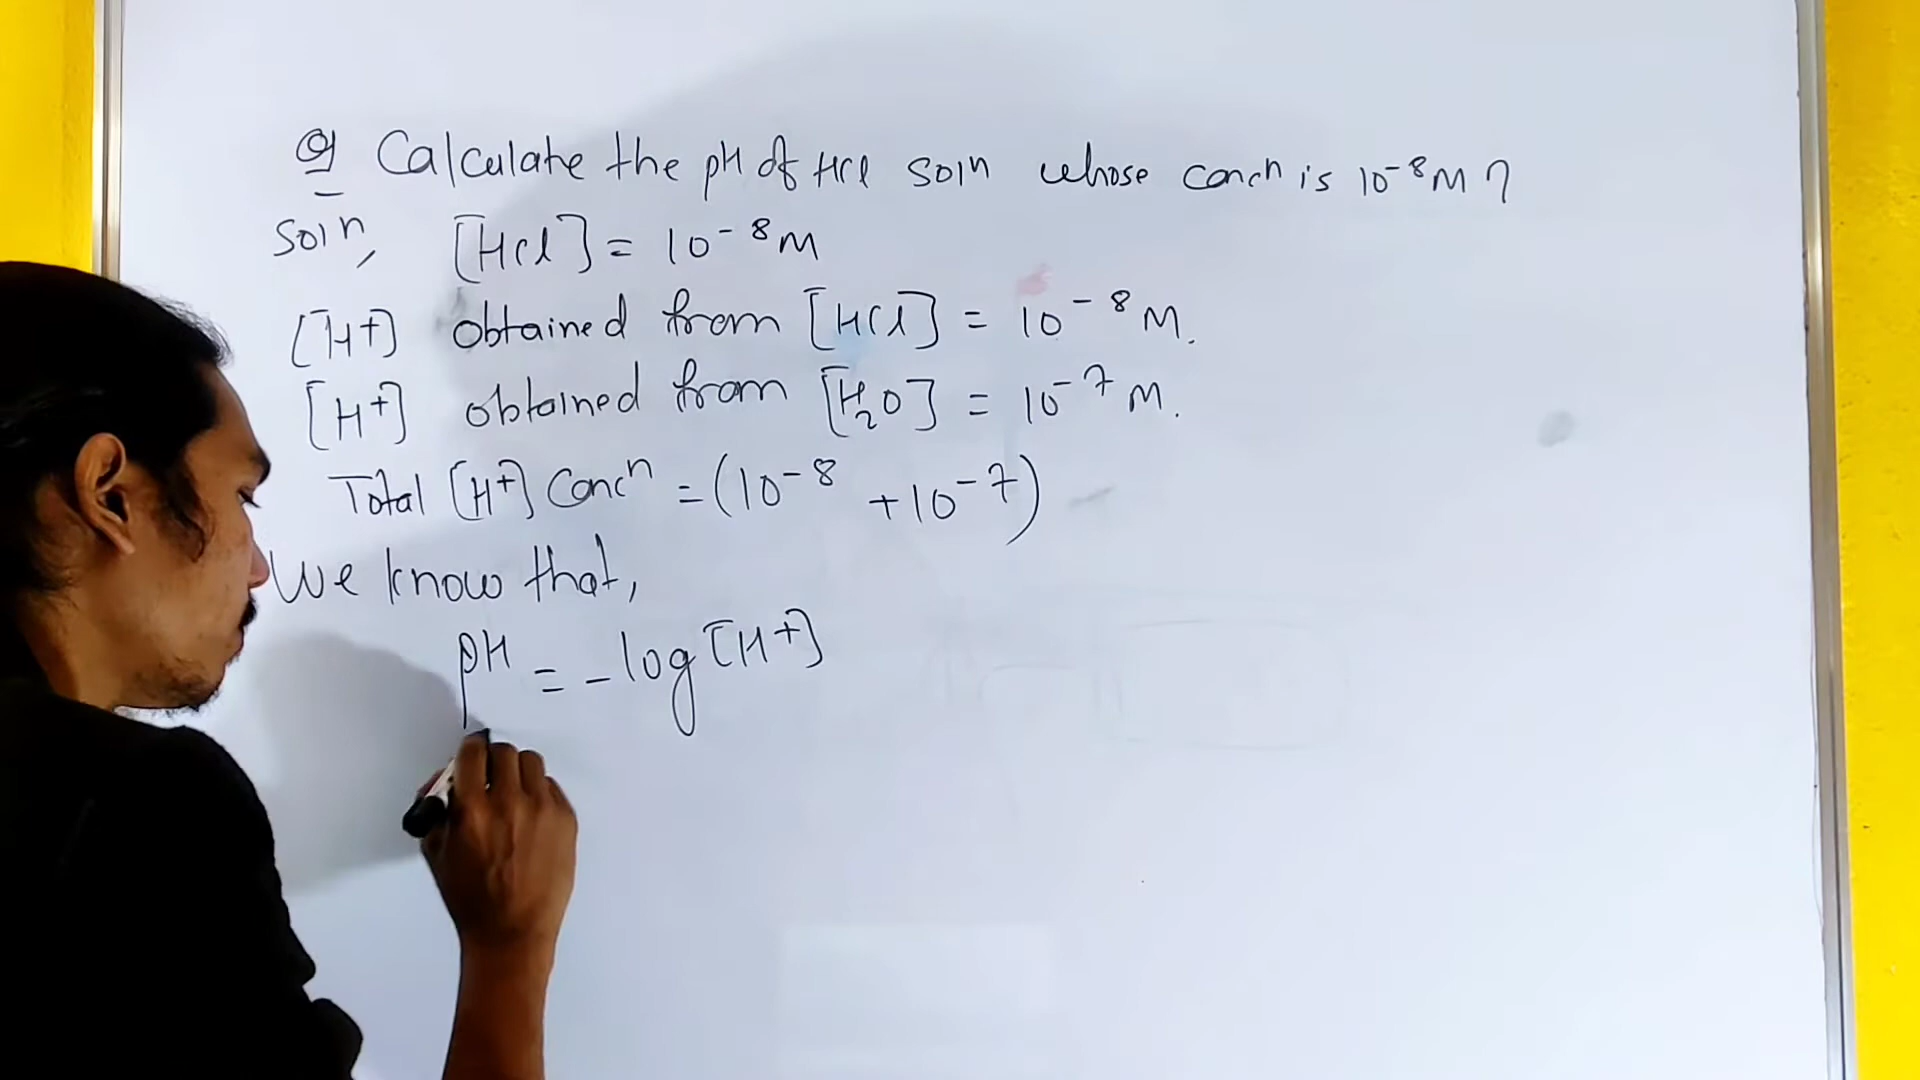 Q Calculate the pH of HCl soln whose concn is 10⁻⁸M ?
Soln, [HCl] = 10⁻⁸M
[H+] obtained from [HCl] = 10⁻⁸M.
[H+] obtained from [H₂O] = 10⁻⁷M.
Total [H+] Concn = (10⁻⁸ + 10⁻⁷)
We know that,
pH = -log[H+]